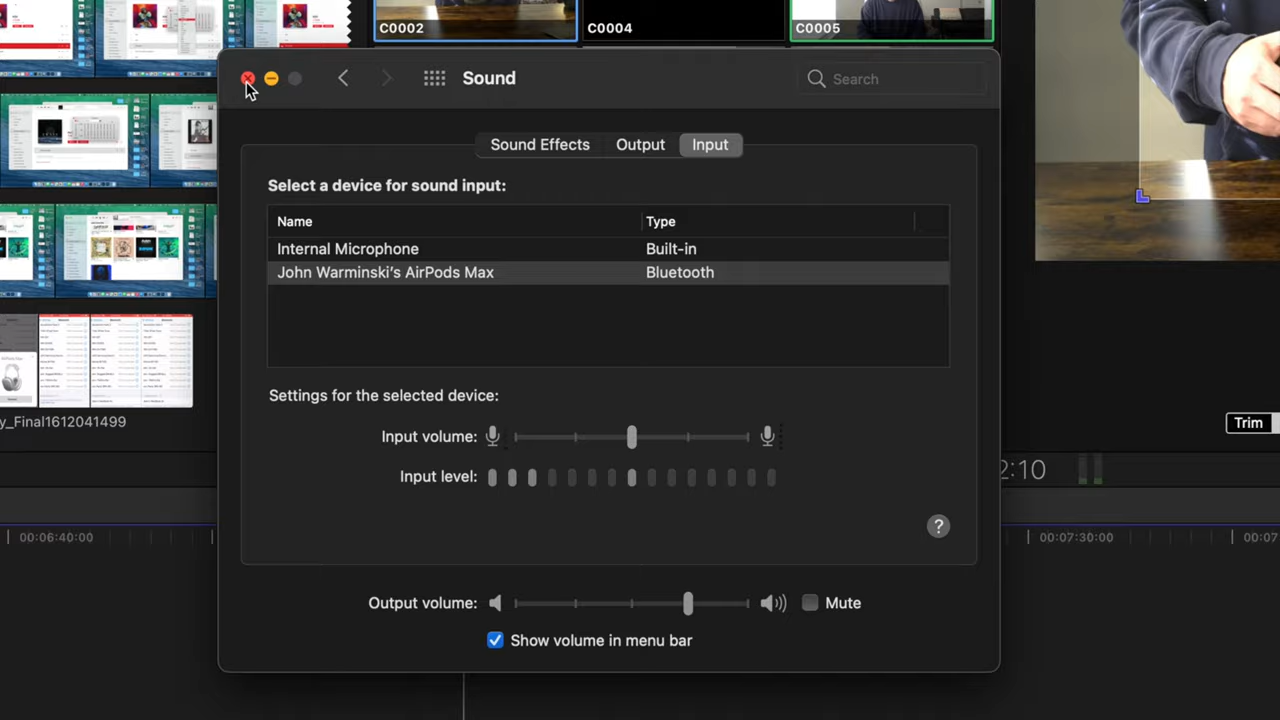 C0002
C0004
C0005
Sound
Search
Sound Effects
Output
Input
Select a device for sound input:
Name
Type
Internal Microphone
Built-in
John Warminski’s AirPods Max
Bluetooth
Settings for the selected device:
y_Final1612041499
Trim
Input volume:
2:10
Input level:
?
00:06:40:00
00:07:30:00
00:07
Output volume:
Mute
Show volume in menu bar